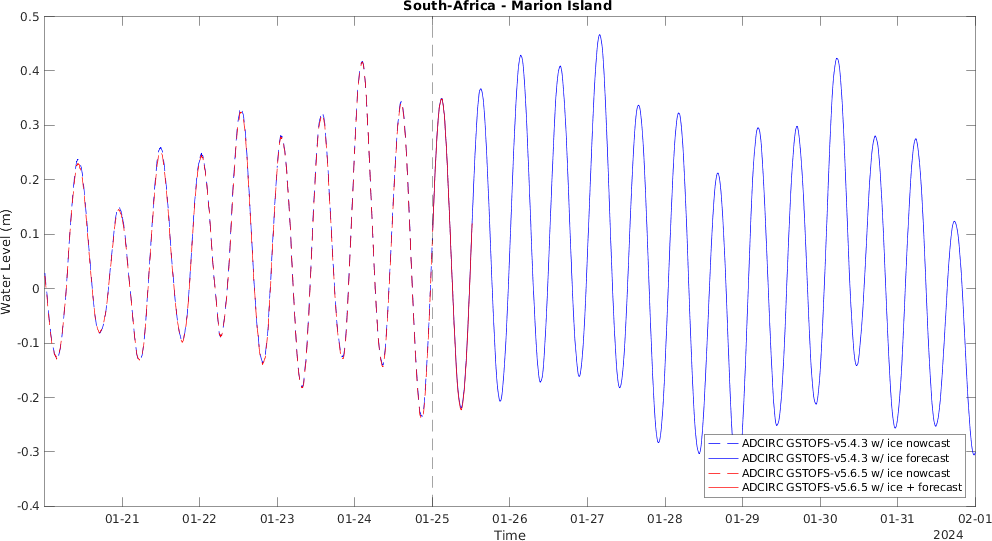 South-Africa - Marion Island
Water Level (m)
0.5
0.4
0.3
0.2
0.1
0
-0.1
-0.2
-0.3
-0.4
ADCIRC GSTOFS-v5.4.3 w/ ice nowcast
ADCIRC GSTOFS-v5.4.3 w/ ice forecast
ADCIRC GSTOFS-v5.6.5 w/ ice nowcast
ADCIRC GSTOFS-v5.6.5 w/ ice + forecast
01-21 01-22 01-23 01-24 01-25 01-26 01-27 01-28 01-29 01-30 01-31 02-01
Time
2024